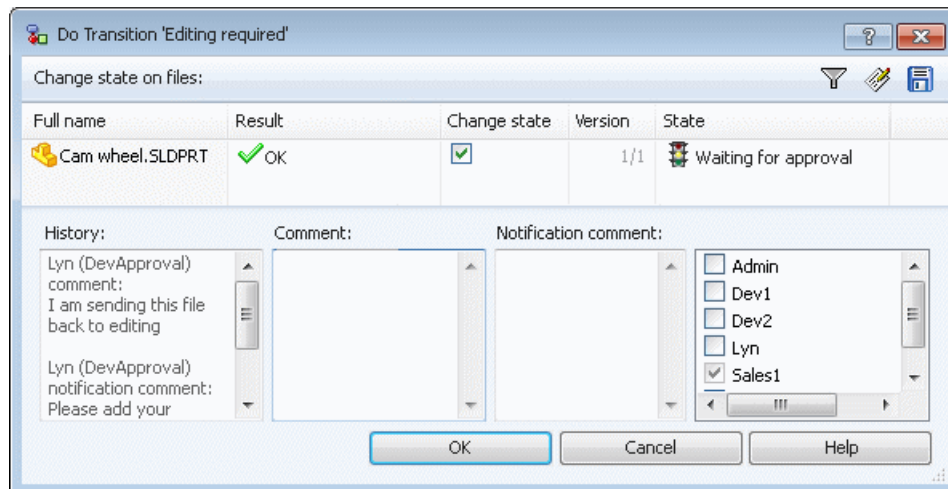 Do Transition 'Editing required'
Change state on files:
Full name Result Change state Version State
Cam wheel.SLDPRT OK 1/1 Waiting for approval
History: Comment: Notification comment:
Lyn (DevApproval)
comment:
I am sending this file
back to editing
Lyn (DevApproval)
notification comment:
Please add your
Admin
Dev1
Dev2
Lyn
Sales1
OK Cancel Help